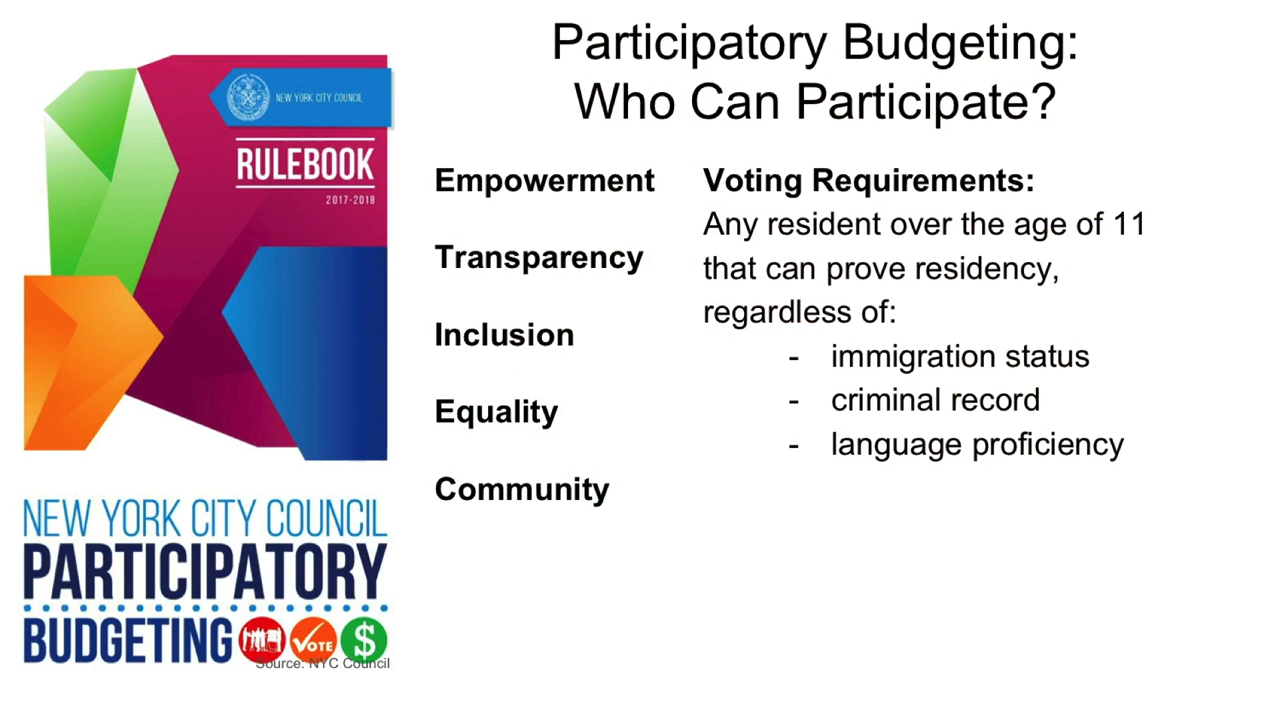 Participatory Budgeting:
Who Can Participate?
NEW YORK CITY COUNCIL
RULEBOOK
2017-2018
NEW YORK CITY COUNCIL
PARTICIPATORY
BUDGETING
VOTE
$
Source: NYC Council
Empowerment
Transparency
Inclusion
Equality
Community
Voting Requirements:
Any resident over the age of 11
that can prove residency,
regardless of:
- immigration status
- criminal record
- language proficiency